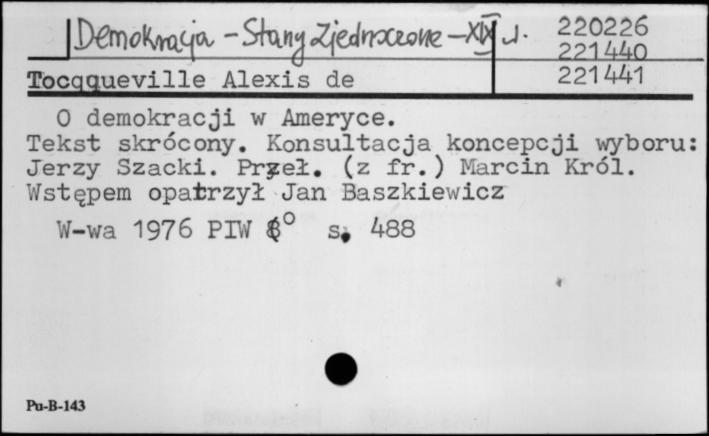 Demokracja - Stany Zjednoczone - XIX w. 220226
221440
Tocqqueville Alexis de 221441
O demokracji w Ameryce.
Tekst skrócony. Konsultacja koncepcji wyboru:
Jerzy Szacki. Przeł. (z fr.) Marcin Król.
Wstępem opatrzył Jan Baszkiewicz
W-wa 1976 PIW 8° s. 488
Pu-B-143